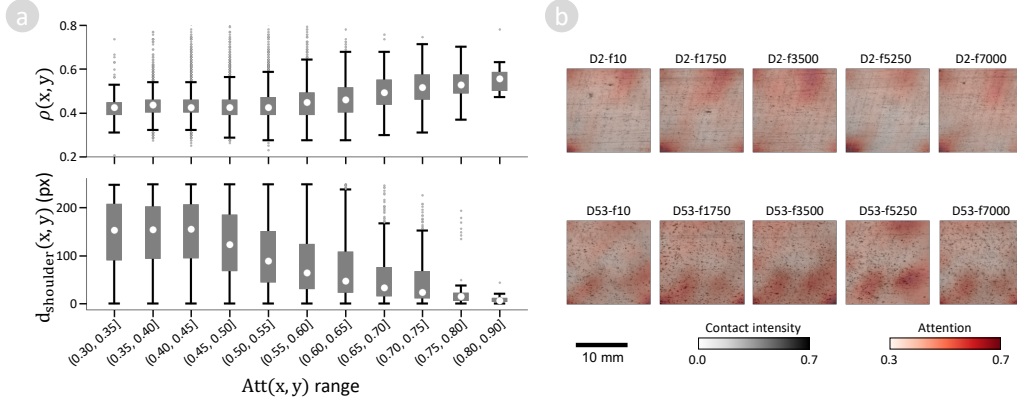 a
0.8
0.6
0.4
0.2
ρ(x, y)
200
100
0
d_shoulder(x, y) (px)
(0.30, 0.35]
(0.35, 0.40]
(0.40, 0.45]
(0.45, 0.50]
(0.50, 0.55]
(0.55, 0.60]
(0.60, 0.65]
(0.65, 0.70]
(0.70, 0.75]
(0.75, 0.80]
(0.80, 0.90]
Att(x, y) range
b
D2-f10 D2-f1750 D2-f3500 D2-f5250 D2-f7000
D53-f10 D53-f1750 D53-f3500 D53-f5250 D53-f7000
10 mm
Contact intensity
0.0 0.7
Attention
0.3 0.7